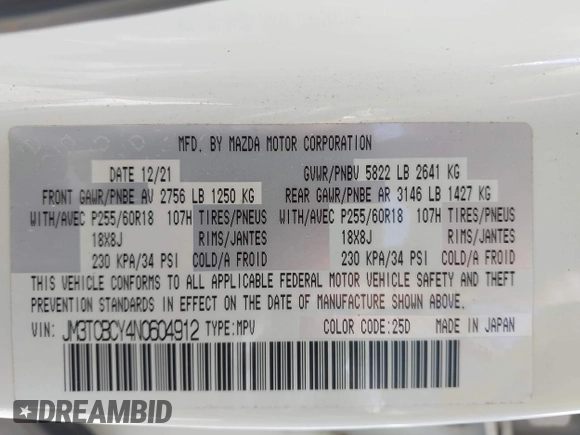 MFD. BY MAZDA MOTOR CORPORATION
DATE 12/21 GVWR/PNBV 5822 LB 2641 KG
FRONT GAWR/PNBE AV 2756 LB 1250 KG REAR GAWR/PNBE AR 3146 LB 1427 KG
WITH/AVEC P255/60R18 107H TIRES/PNEUS WITH/AVEC P255/60R18 107H TIRES/PNEUS
18X8J RIMS/JANTES 18X8J RIMS/JANTES
230 KPA/34 PSI COLD/A FROID 230 KPA/34 PSI COLD/A FROID
THIS VEHICLE CONFORMS TO ALL APPLICABLE FEDERAL MOTOR VEHICLE SAFETY AND THEFT
PREVENTION STANDARDS IN EFFECT ON THE DATE OF MANUFACTURE SHOWN ABOVE.
VIN: JM3TCBCY4N0604912 TYPE:MPV COLOR CODE:25D MADE IN JAPAN
DREAMBID